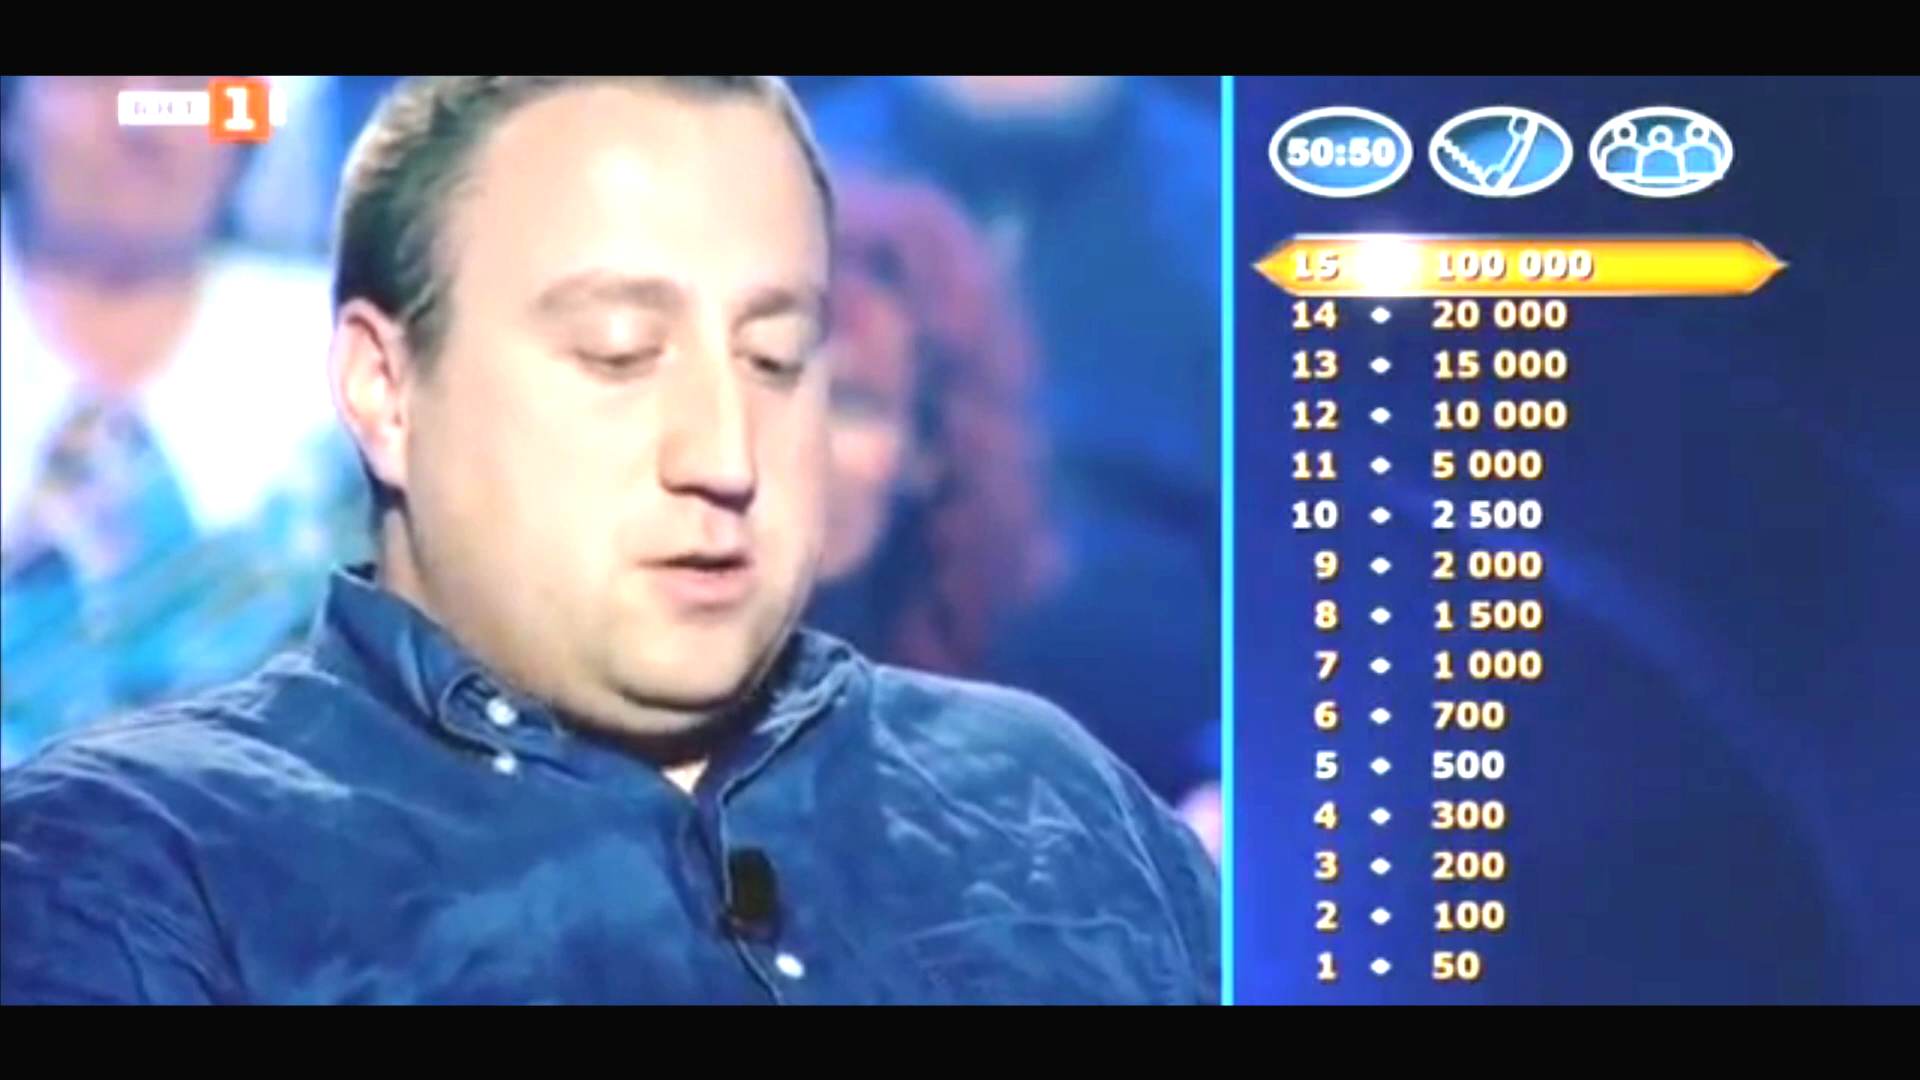 БНТ 1
50:50
15 100 000
14 ◆ 20 000
13 ◆ 15 000
12 ◆ 10 000
11 ◆ 5 000
10 ◆ 2 500
9 ◆ 2 000
8 ◆ 1 500
7 ◆ 1 000
6 ◆ 700
5 ◆ 500
4 ◆ 300
3 ◆ 200
2 ◆ 100
1 ◆ 50